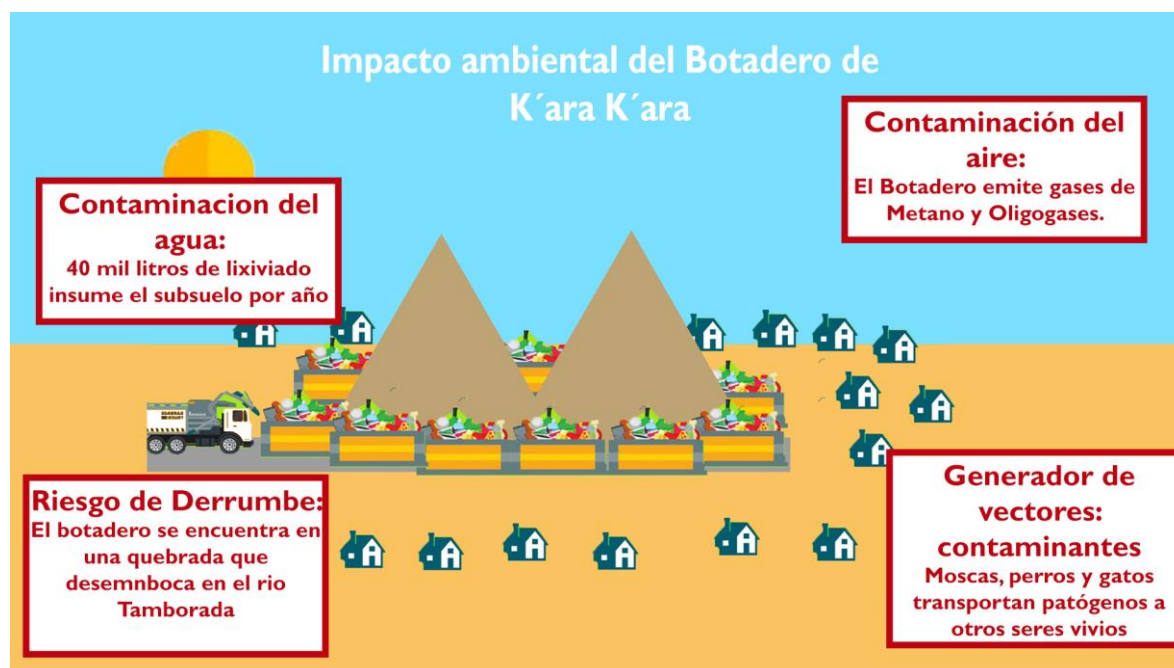 Impacto ambiental del Botadero de
K´ara K´ara
Contaminacion del
agua:
40 mil litros de lixiviado
insume el subsuelo por año
Contaminación del
aire:
El Botadero emite gases de
Metano y Oligogases.
Riesgo de Derrumbe:
El botadero se encuentra en
una quebrada que
desemnboca en el rio
Tamborada
Generador de
vectores:
contaminantes
Moscas, perros y gatos
transportan patógenos a
otros seres vivios